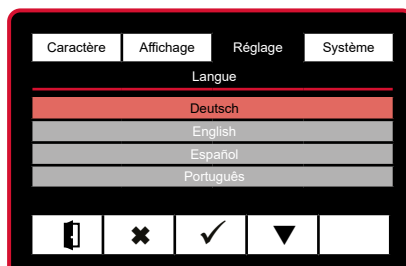 Caractère Affichage Réglage Système
Langue
Deutsch
English
Español
Português